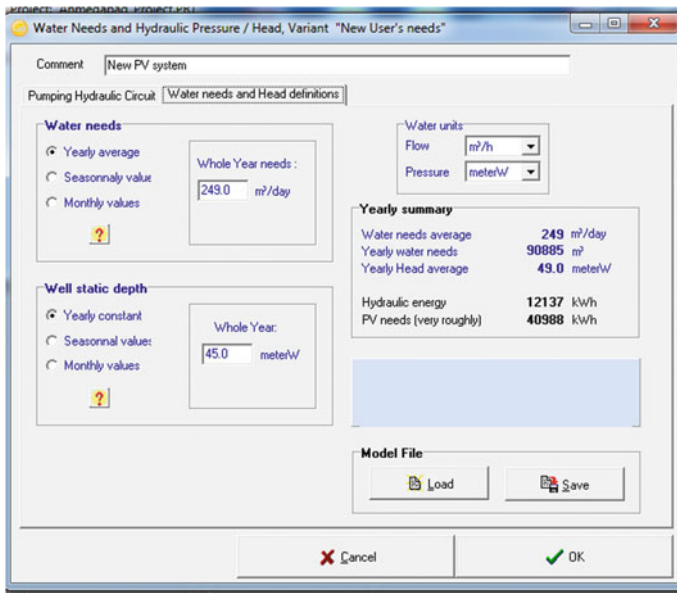 Project: Ahmedabad_Project.PRJ
Water Needs and Hydraulic Pressure / Head, Variant "New User's needs"
Comment New PV system
Pumping Hydraulic Circuit Water needs and Head definitions
Water needs
Yearly average
Seasonnaly value
Monthly values
?
Whole Year needs :
249.0 m³/day
Water units
Flow m³/h
Pressure meterW
Yearly summary
Water needs average 249 m³/day
Yearly water needs 90885 m³
Yearly Head average 49.0 meterW
Hydraulic energy 12137 kWh
PV needs (very roughly) 40988 kWh
Well static depth
Yearly constant
Seasonnal values
Monthly values
?
Whole Year:
45.0 meterW
Model File
Load Save
Cancel OK